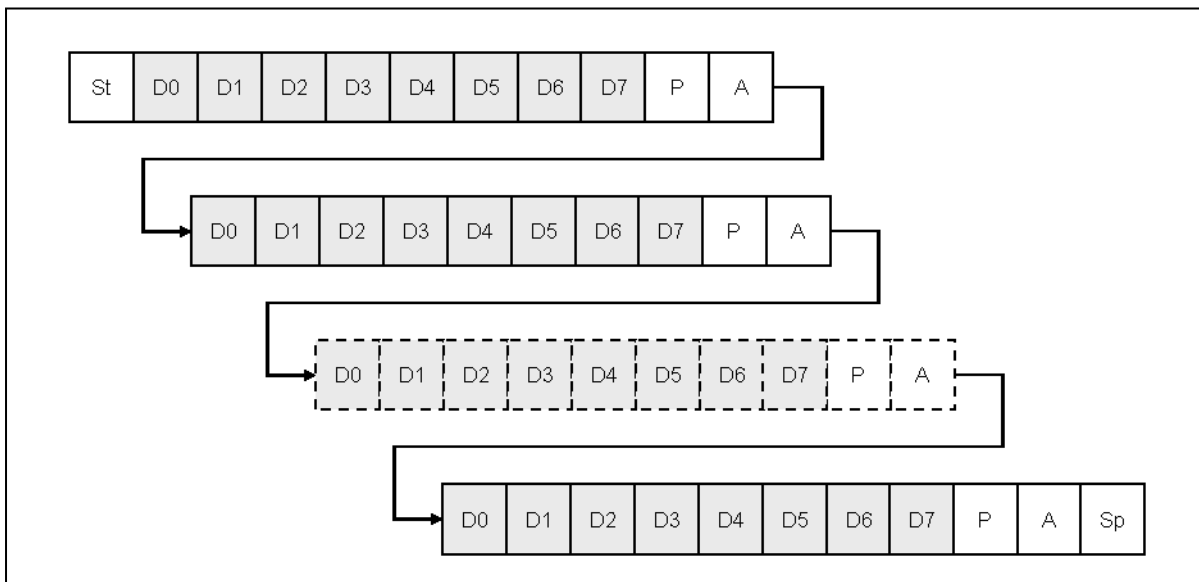 St D0 D1 D2 D3 D4 D5 D6 D7 P A
D0 D1 D2 D3 D4 D5 D6 D7 P A
D0 D1 D2 D3 D4 D5 D6 D7 P A
D0 D1 D2 D3 D4 D5 D6 D7 P A Sp